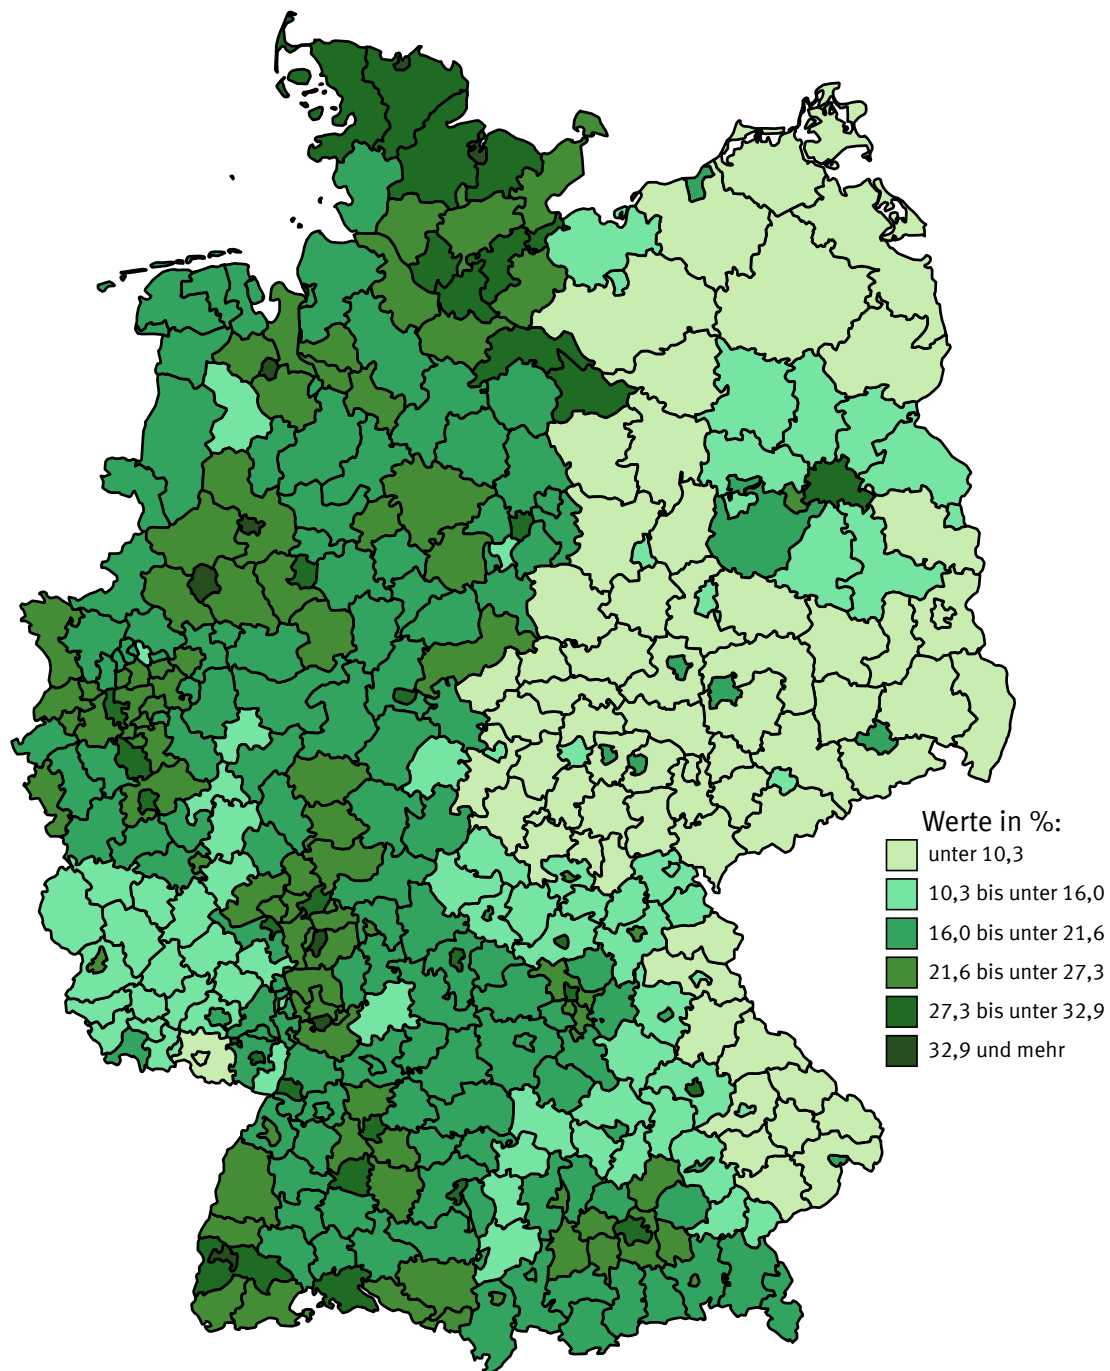 Werte in %:
unter 10,3
10,3 bis unter 16,0
16,0 bis unter 21,6
21,6 bis unter 27,3
27,3 bis unter 32,9
32,9 und mehr